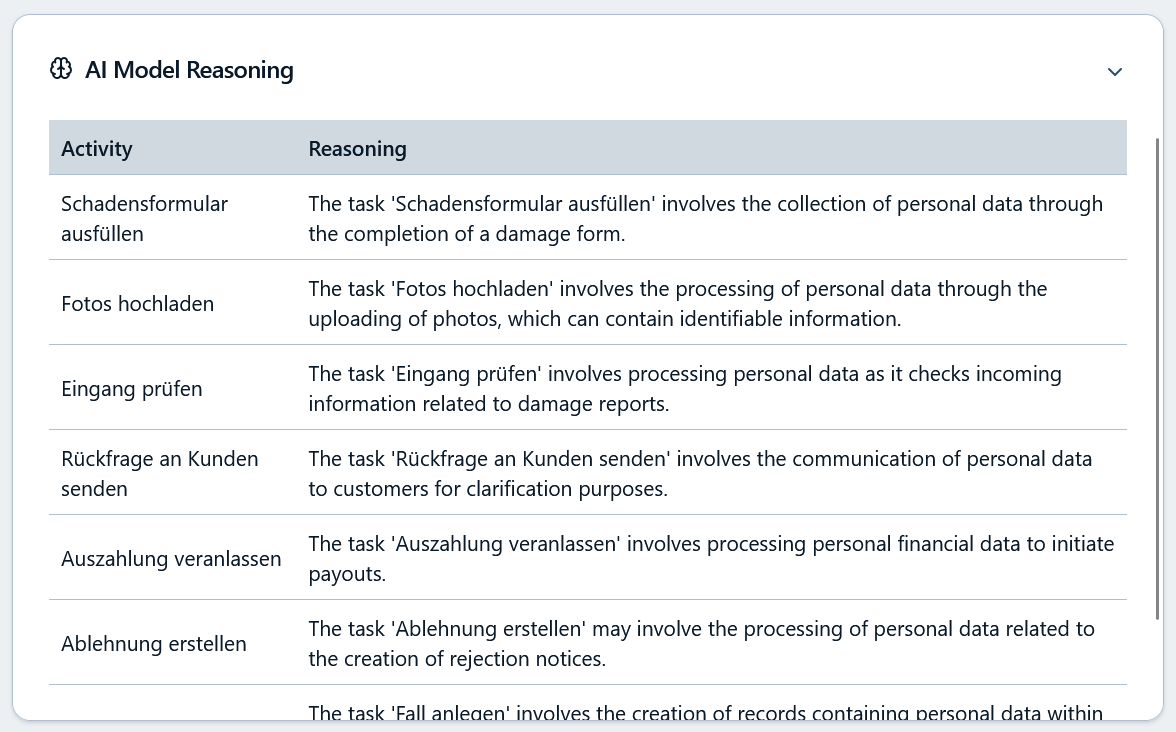 AI Model Reasoning
Activity Reasoning
Schadensformular ausfüllen
The task 'Schadensformular ausfüllen' involves the collection of personal data through
the completion of a damage form.
Fotos hochladen
The task 'Fotos hochladen' involves the processing of personal data through the
uploading of photos, which can contain identifiable information.
Eingang prüfen
The task 'Eingang prüfen' involves processing personal data as it checks incoming
information related to damage reports.
Rückfrage an Kunden
senden
The task 'Rückfrage an Kunden senden' involves the communication of personal data
to customers for clarification purposes.
Auszahlung veranlassen
The task 'Auszahlung veranlassen' involves processing personal financial data to initiate
payouts.
Ablehnung erstellen
The task 'Ablehnung erstellen' may involve the processing of personal data related to
the creation of rejection notices.
The task 'Fall anlegen' involves the creation of records containing personal data within